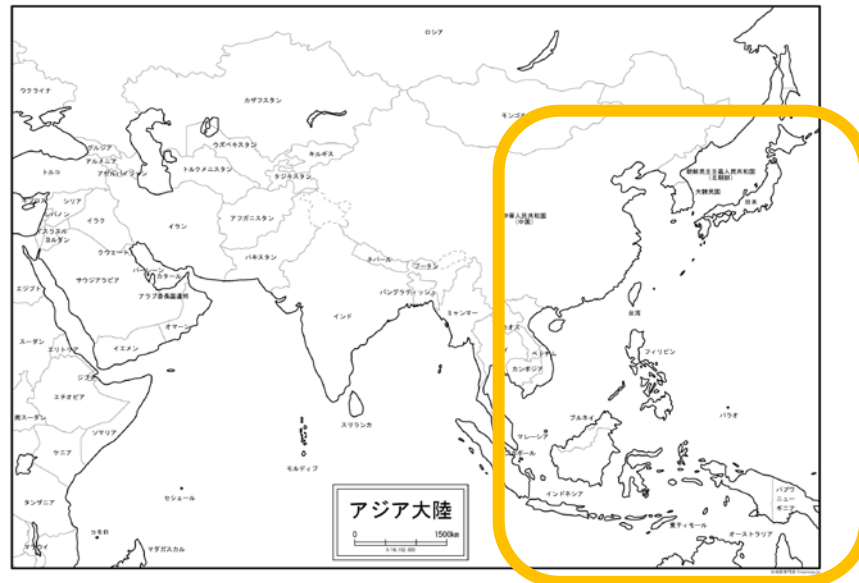 ロシア
ウクライナ
カザフスタン
モンゴ
グルジア
ウズベキスタン
キルギス
アルメニア
アゼルバイジャン
トルコ
トルクメニスタン
タジキスタン
朝鮮民主主義人民共和国
(北朝鮮)
大韓民国
日本
キプロス
シリア
レバノン
イラク
イスラエル
ヨルダン
イラン
アフガニスタン
中華人民共和国
(中国)
クウェート
パキスタン
ネパール
ブータン
バーレーン
カタール
サウジアラビア
エジプト
アラブ首長国連邦
バングラディッシュ
ミャンマー
インド
台湾
オマーン
ラオス
ベトナム
フィリピン
スーダン
エリトリア
イエメン
イ
カンボジア
ジブチ
エチオピア
南スーダン
スリランカ
ブルネイ
パラオ
ソマリア
マレーシア
ケニア
モルディブ
インドネシア
パプワ
ニュー
ギニア
タンザニア
セシェール
アジア大陸
0 1500km
東ティモール
オーストラリア
コモロ
マラウイ
マダガスカル